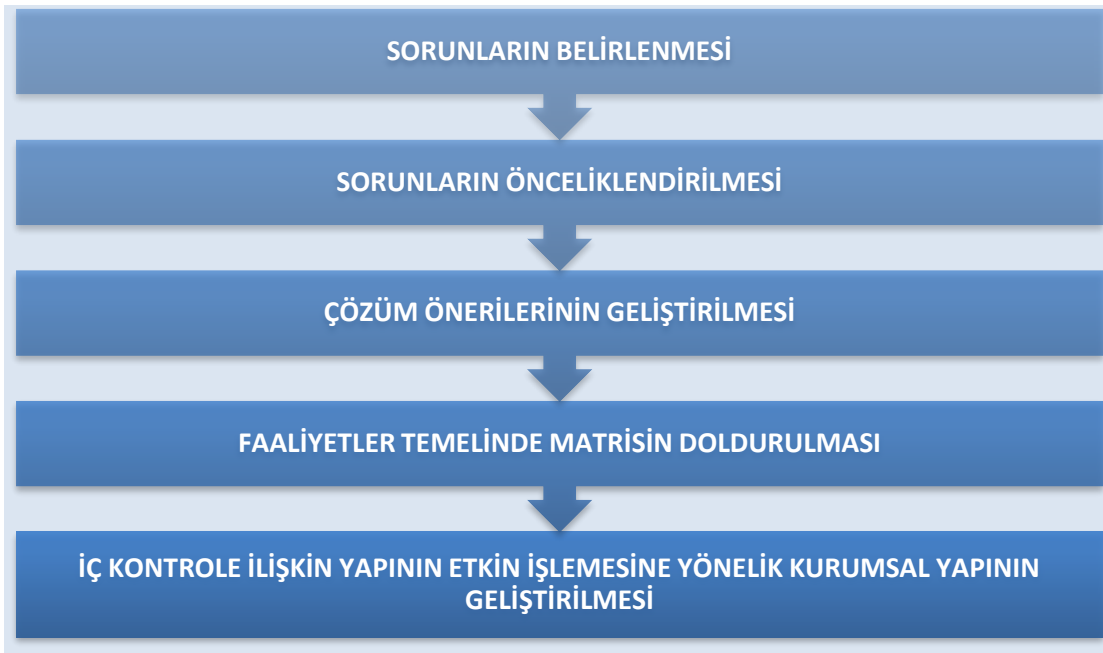 SORUNLARIN BELİRLENMESİ
SORUNLARIN ÖNCELİKLENDİRİLMESİ
ÇÖZÜM ÖNERİLERİNİN GELİŞTİRİLMESİ
FAALİYETLER TEMELİNDE MATRİSİN DOLDURULMASI
İÇ KONTROLE İLİŞKİN YAPININ ETKİN İŞLEMESİNE YÖNELİK KURUMSAL YAPININ
GELİŞTİRİLMESİ